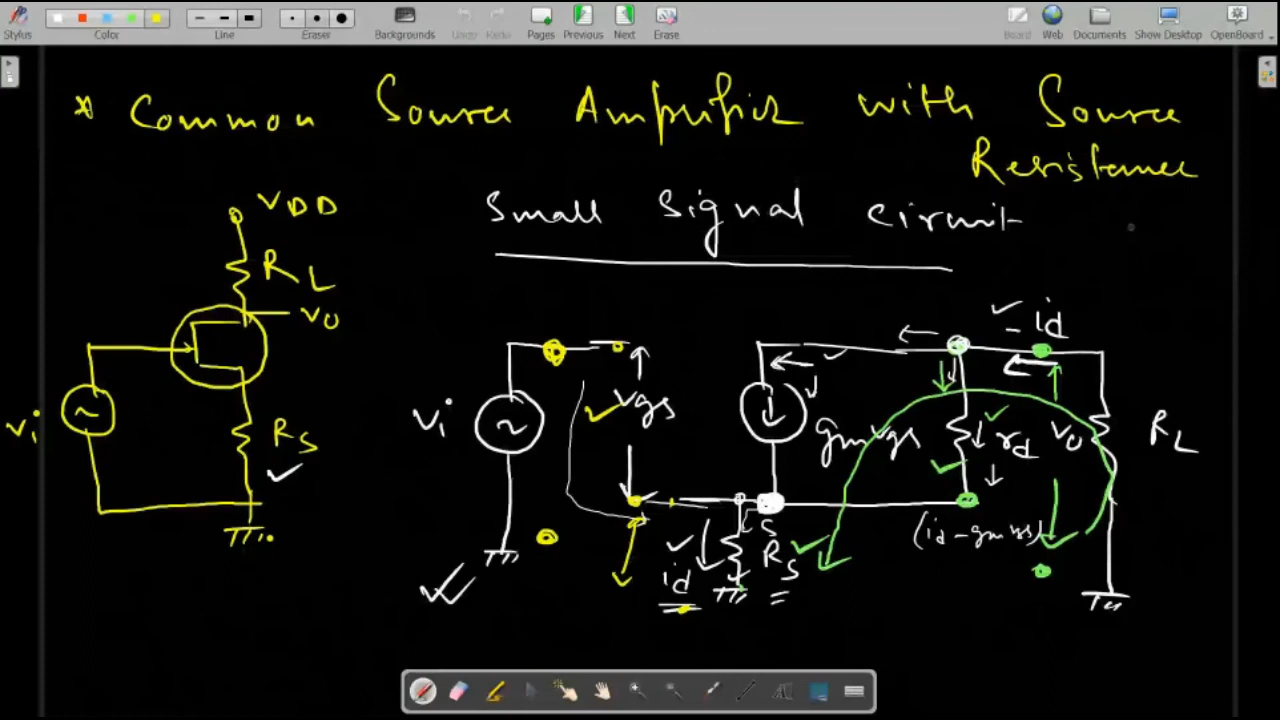 Stylus Color Line Eraser Backgrounds Undo Redo Pages Previous Next Erase Board Web Documents Show Desktop OpenBoard
* Common Source Amplifier with Source
Resistance
Small Signal circuit
VDD
RL
vo
vi
RS
vi
vgs
gmvgs
- id
rd
vo
RL
S
(id-gmvgs)
id
RS